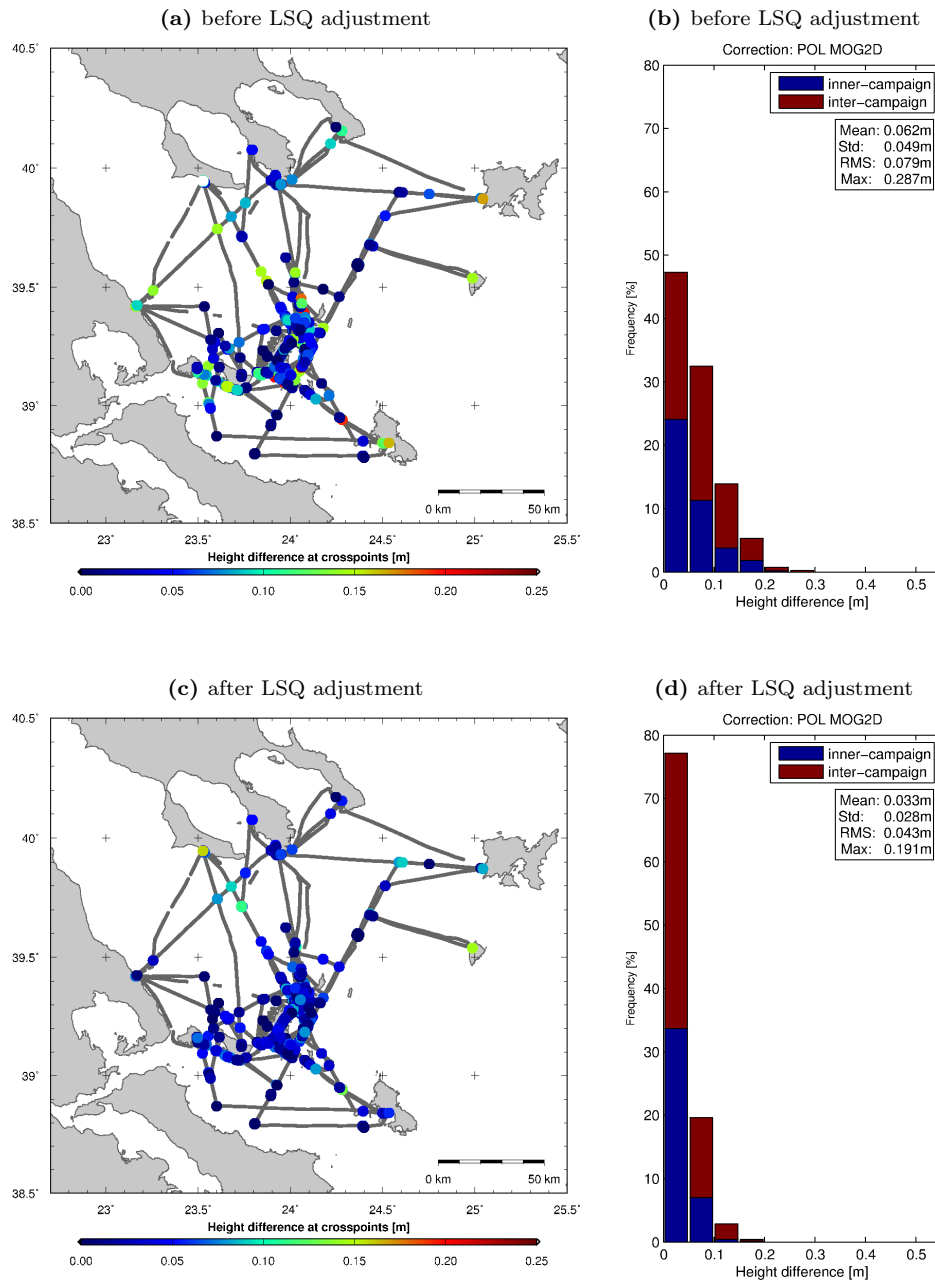 (a) before LSQ adjustment
40.5˚
40˚
39.5˚
39˚
38.5˚
23˚ 23.5˚ 24˚ 24.5˚ 25˚ 25.5˚
0 km 50 km
Height difference at crosspoints [m]
0.00 0.05 0.10 0.15 0.20 0.25
(b) before LSQ adjustment
Correction: POL MOG2D
inner-campaign
inter-campaign
Mean: 0.062m
Std: 0.049m
RMS: 0.079m
Max: 0.287m
Frequency [%]
80
70
60
50
40
30
20
10
0
0 0.1 0.2 0.3 0.4 0.5
Height difference [m]
(c) after LSQ adjustment
40.5˚
40˚
39.5˚
39˚
38.5˚
23˚ 23.5˚ 24˚ 24.5˚ 25˚ 25.5˚
0 km 50 km
Height difference at crosspoints [m]
0.00 0.05 0.10 0.15 0.20 0.25
(d) after LSQ adjustment
Correction: POL MOG2D
inner-campaign
inter-campaign
Mean: 0.033m
Std: 0.028m
RMS: 0.043m
Max: 0.191m
Frequency [%]
80
70
60
50
40
30
20
10
0
0 0.1 0.2 0.3 0.4 0.5
Height difference [m]